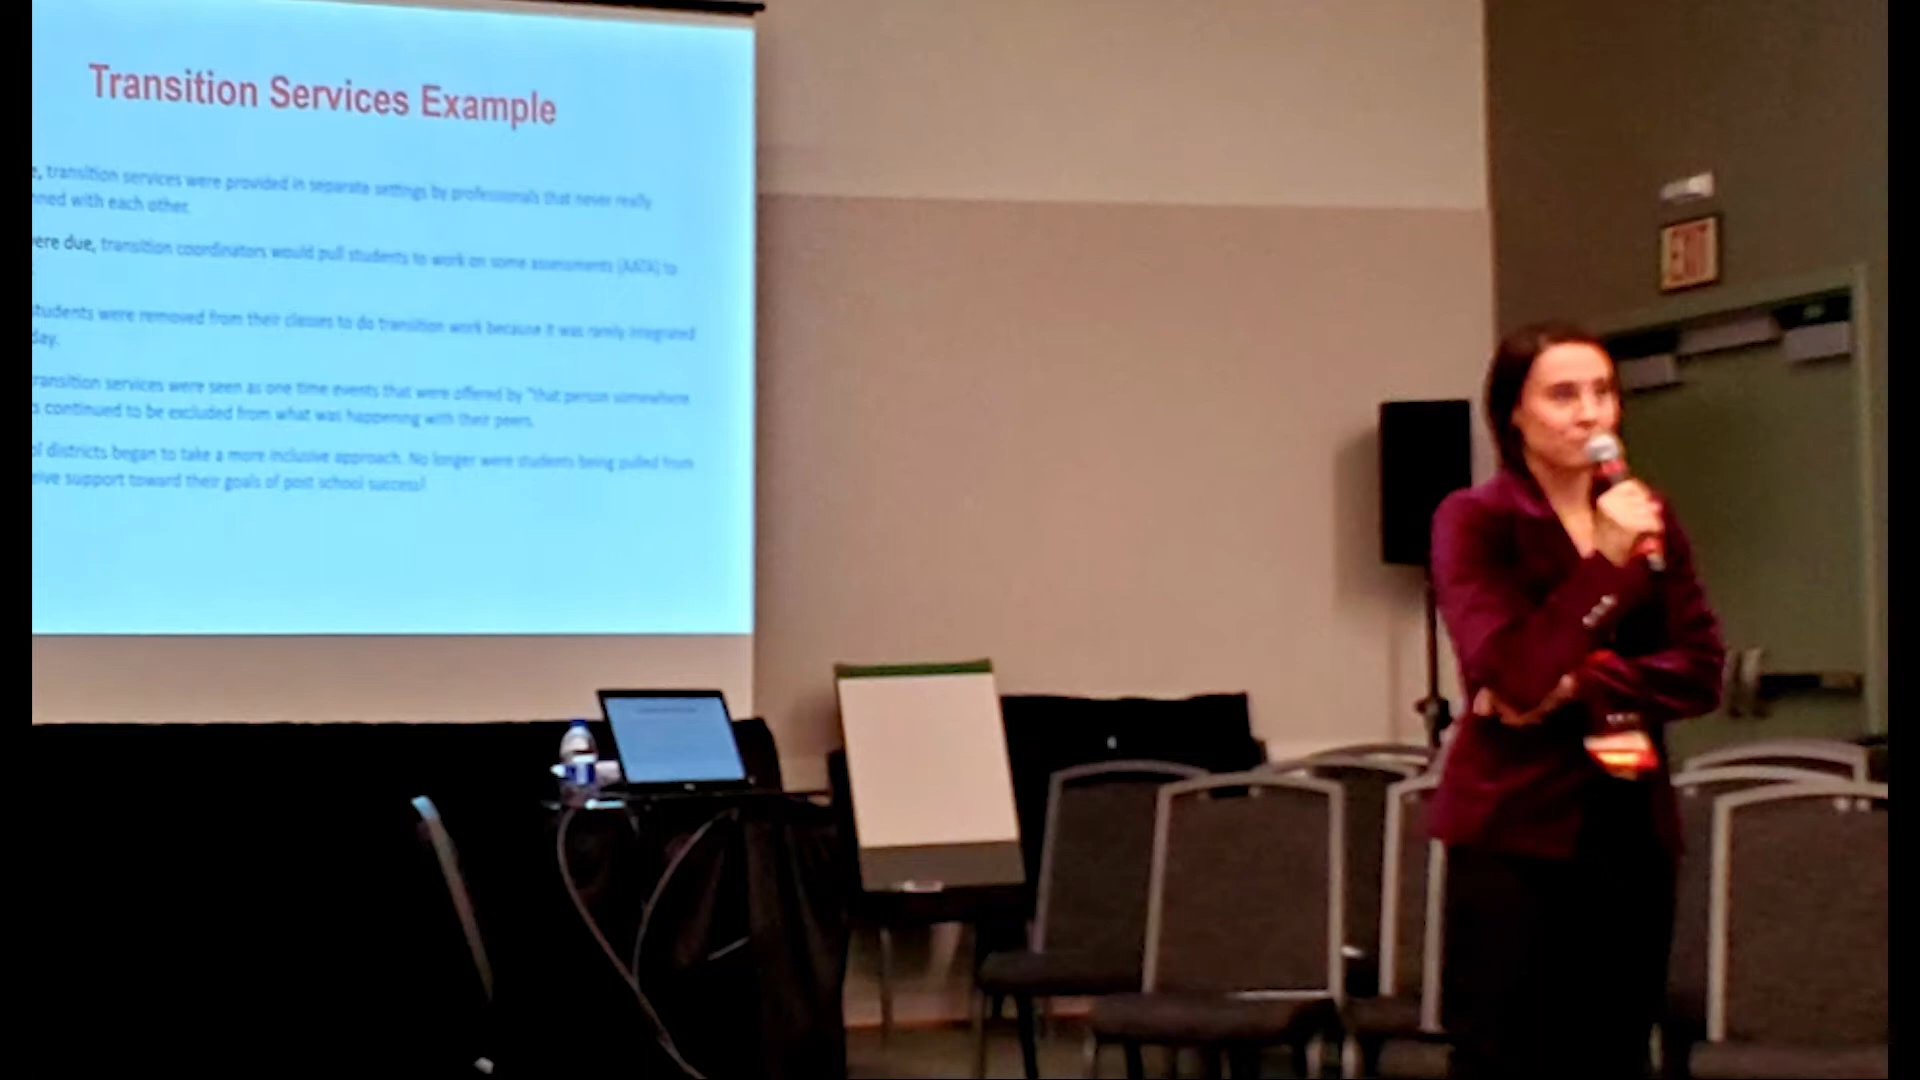 Transition Services Example
transition services were provided in separate settings by professionals that never really
with each other.
ere due, transition coordinators would pull students to work on some assessments (AATA) to
students were removed from their classes to do transition work because it was rarely integrated
day.
transition services were seen as one time events that were offered by "that person somewhere
s continued to be excluded from what was happening with their peers.
ol districts began to take a more inclusive approach. No longer were students being pulled from
eive support toward their goals of post school success!
EXIT